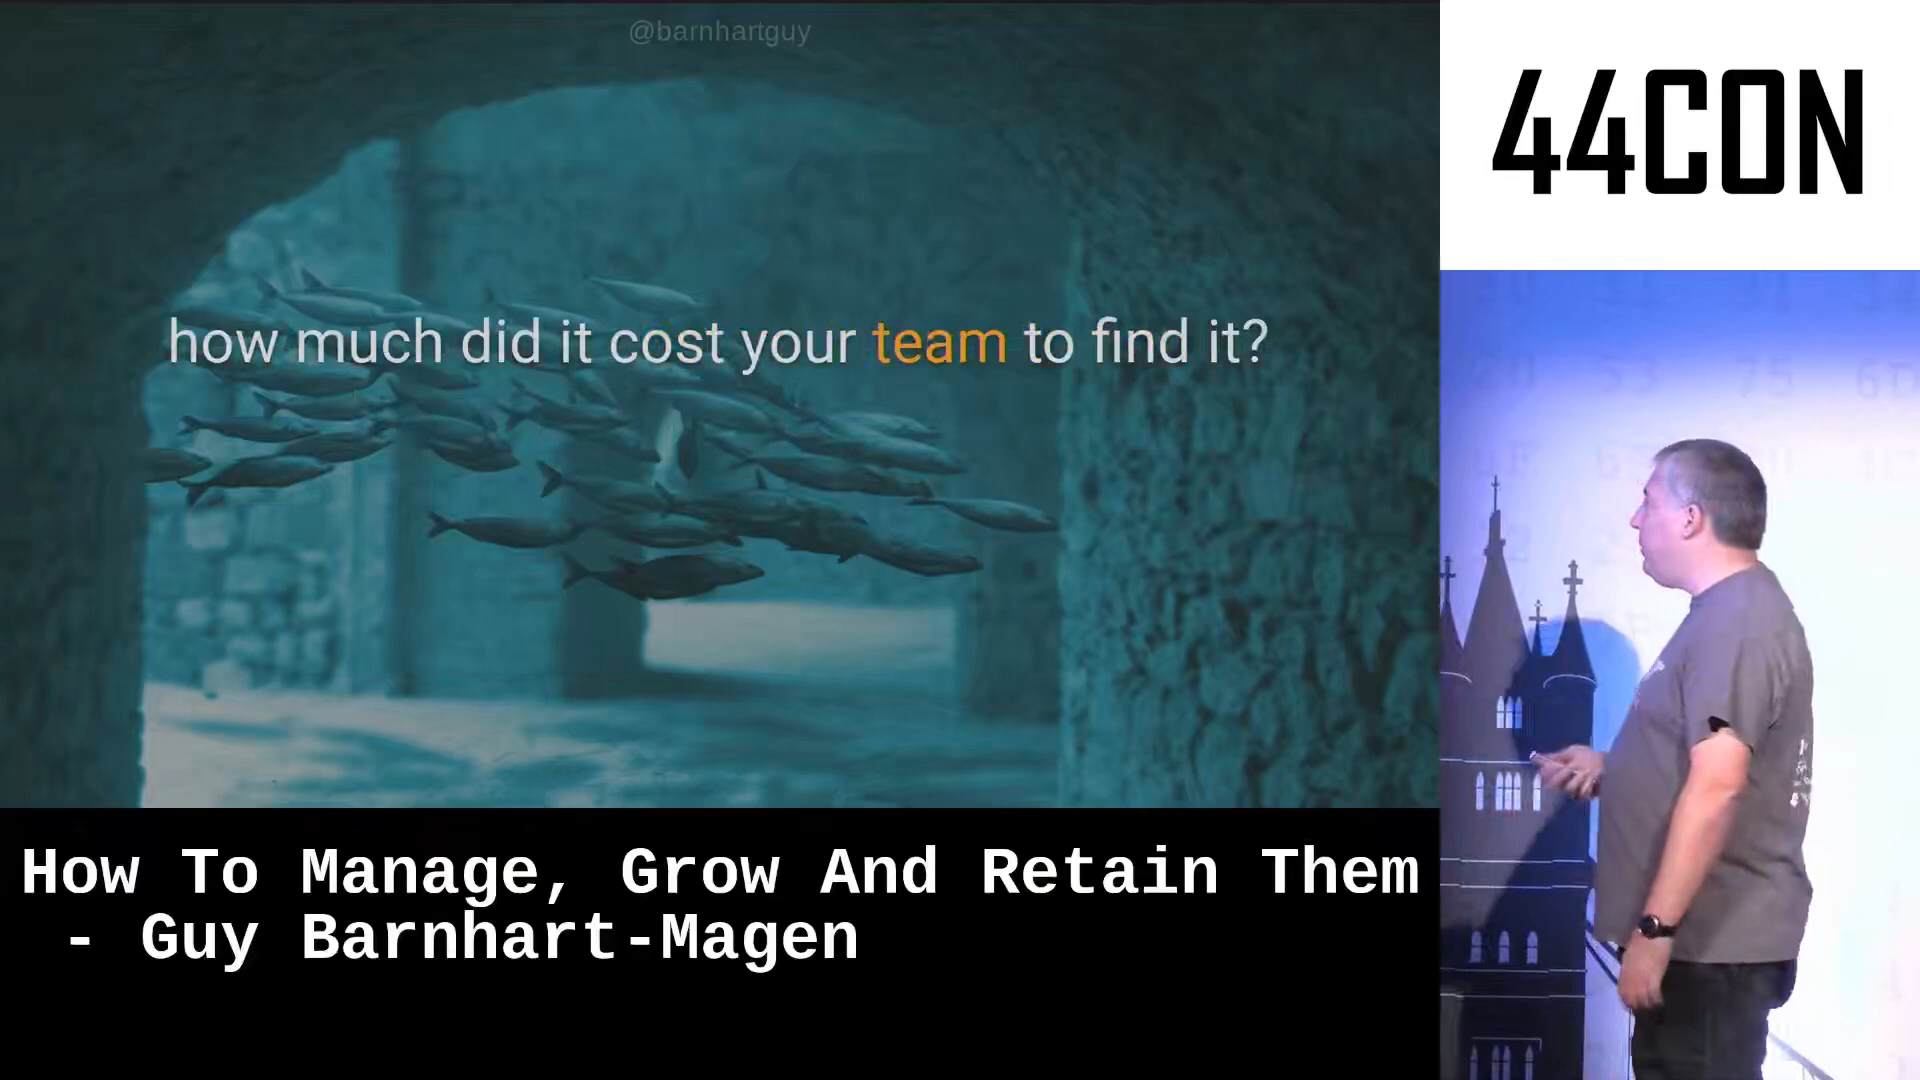 @barnhartguy
how much did it cost your team to find it?
44CON
How To Manage, Grow And Retain Them
- Guy Barnhart-Magen